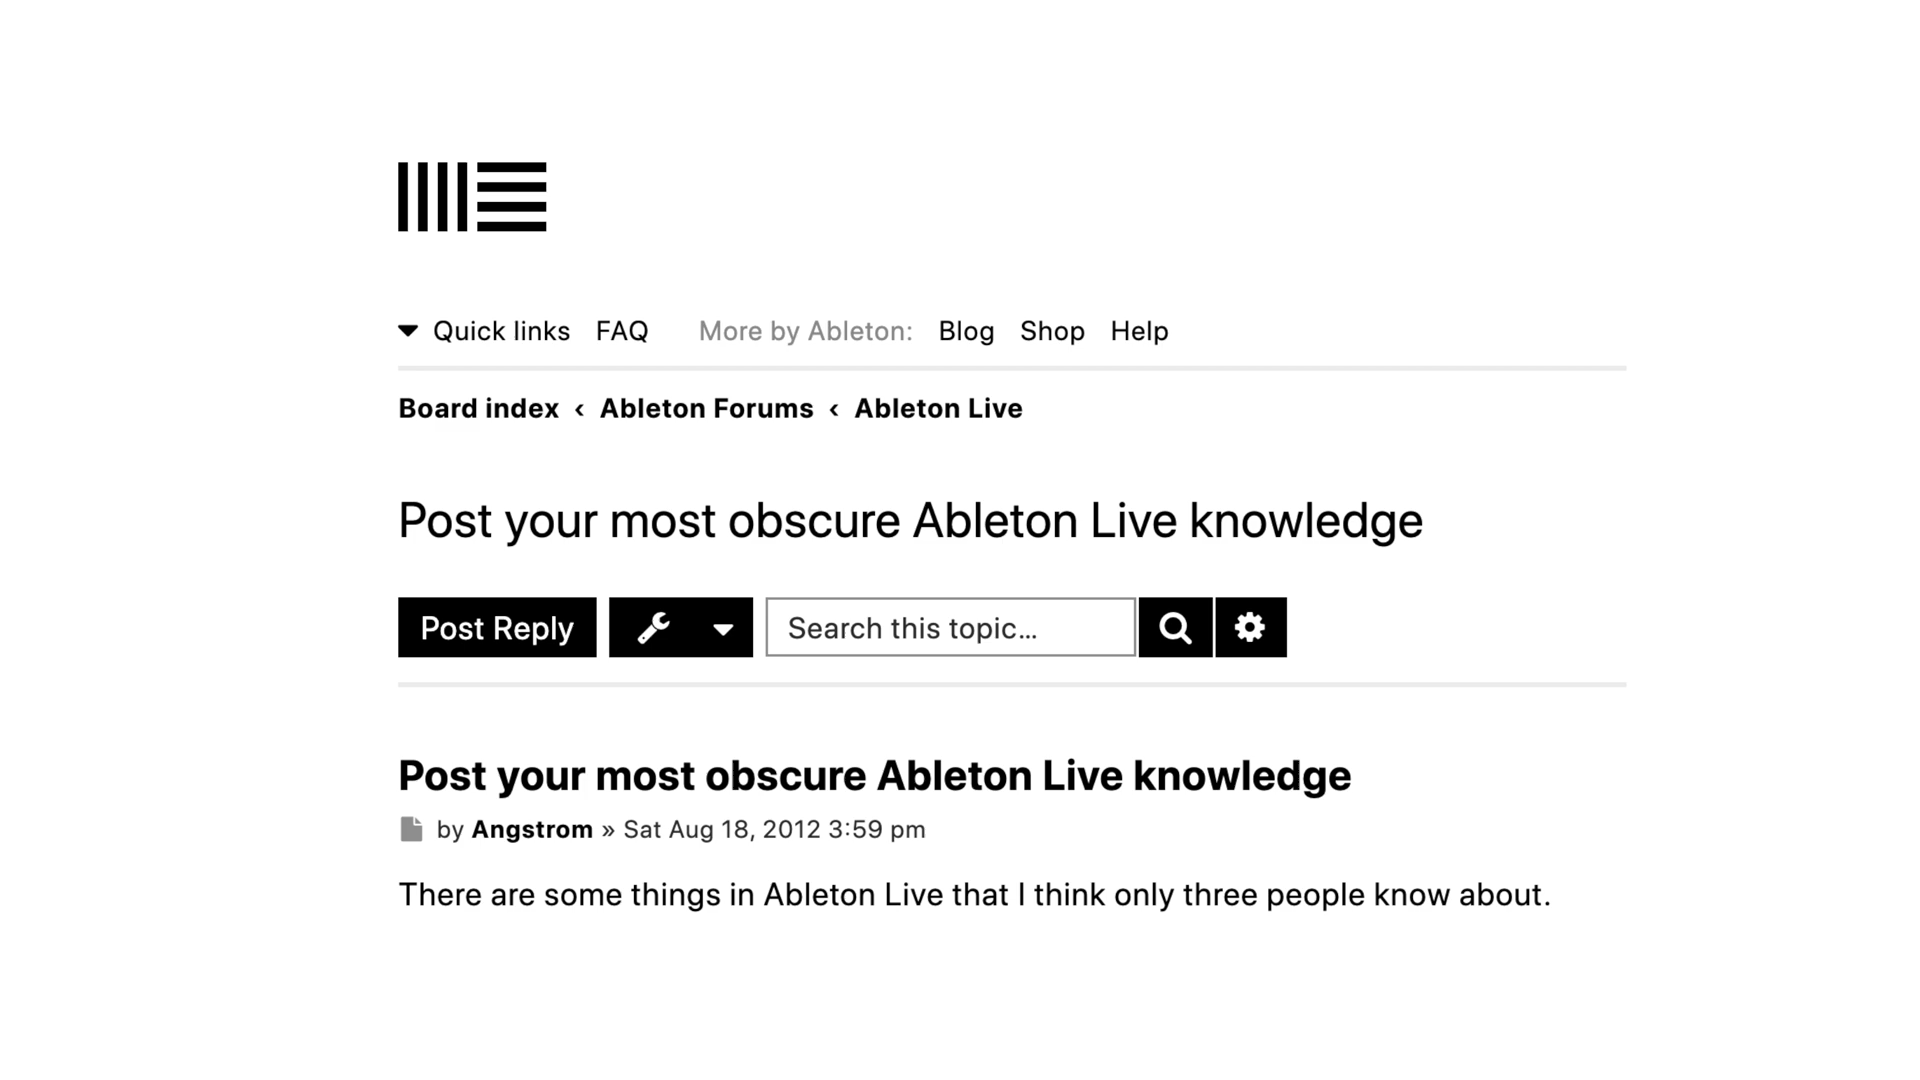 Quick links FAQ More by Ableton: Blog Shop Help
Board index ‹ Ableton Forums ‹ Ableton Live
Post your most obscure Ableton Live knowledge
Post Reply Search this topic…
Post your most obscure Ableton Live knowledge
by Angstrom » Sat Aug 18, 2012 3:59 pm
There are some things in Ableton Live that I think only three people know about.